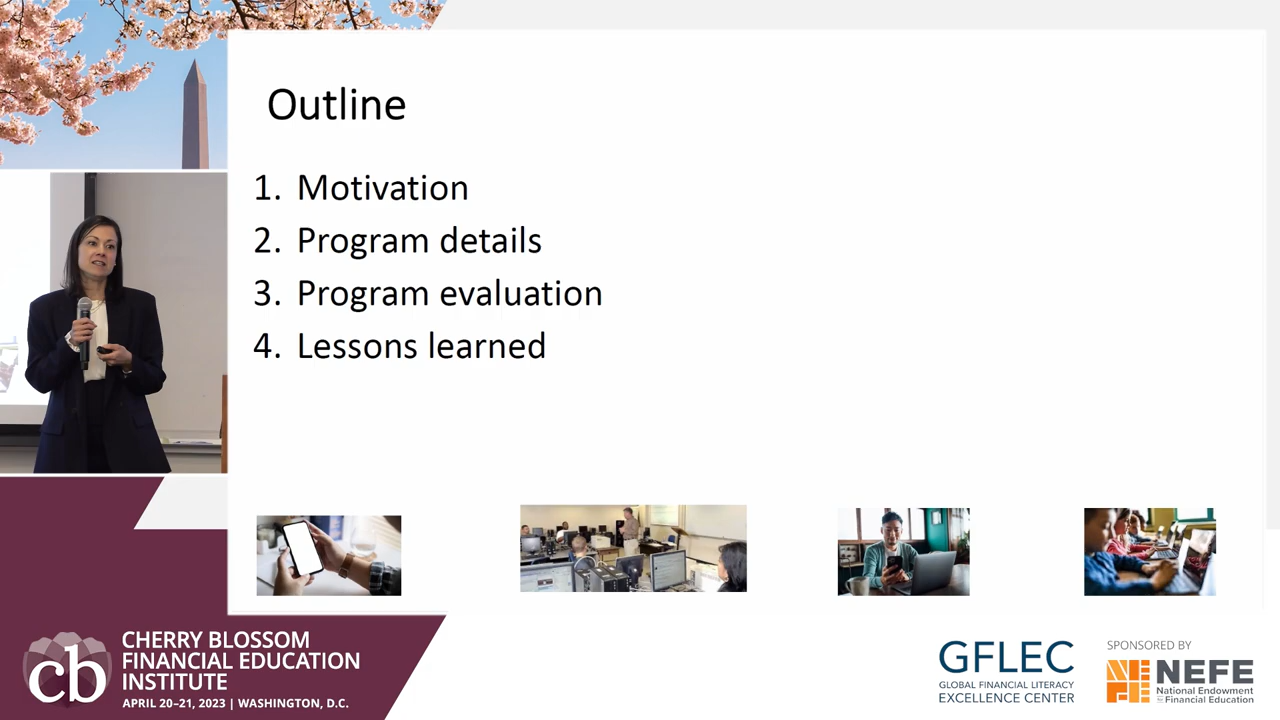 Outline
1. Motivation
2. Program details
3. Program evaluation
4. Lessons learned
cb
CHERRY BLOSSOM
FINANCIAL EDUCATION
INSTITUTE
APRIL 20–21, 2023 | WASHINGTON, D.C.
GFLEC
GLOBAL FINANCIAL LITERACY
EXCELLENCE CENTER
SPONSORED BY
NEFE
National Endowment
for Financial Education